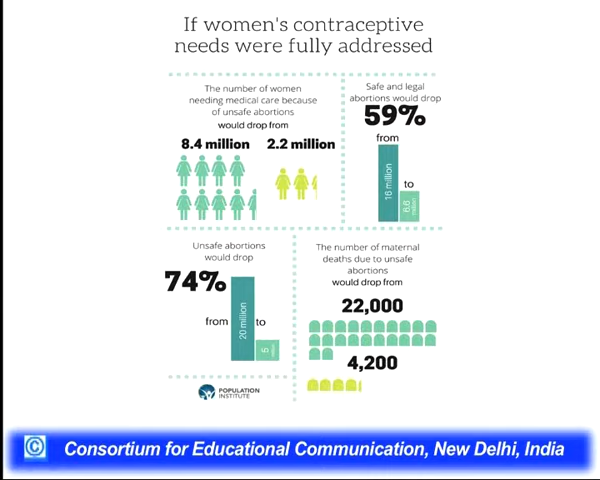 If women's contraceptive
needs were fully addressed
The number of women
needing medical care because
of unsafe abortions
would drop from
8.4 million 2.2 million
Safe and legal
abortions would drop
59%
from
16 million
to
6.6
million
Unsafe abortions
would drop
74%
from
20 million
to
5
million
The number of maternal
deaths due to unsafe
abortions
would drop from
22,000
4,200
POPULATION
INSTITUTE
© Consortium for Educational Communication, New Delhi, India